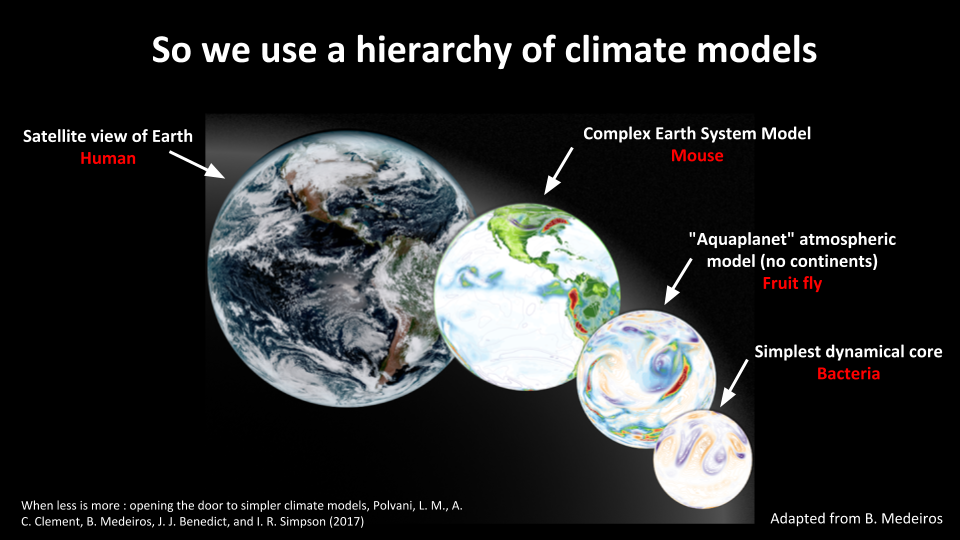 So we use a hierarchy of climate models
Satellite view of Earth
Human
Complex Earth System Model
Mouse
"Aquaplanet" atmospheric
model (no continents)
Fruit fly
Simplest dynamical core
Bacteria
When less is more : opening the door to simpler climate models, Polvani, L. M., A.
C. Clement, B. Medeiros, J. J. Benedict, and I. R. Simpson (2017)
Adapted from B. Medeiros